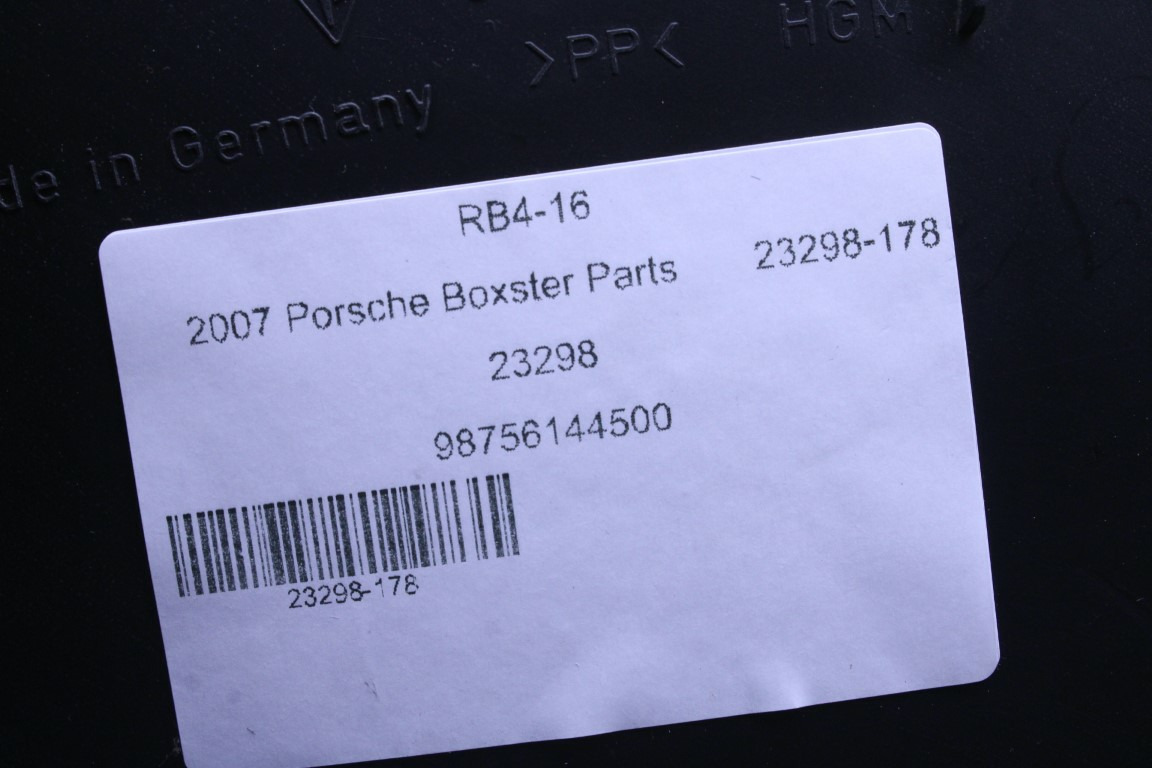 >PP< HGM
de in Germany
RB4-16
2007 Porsche Boxster Parts 23298-178
23298
98756144500
23298-178